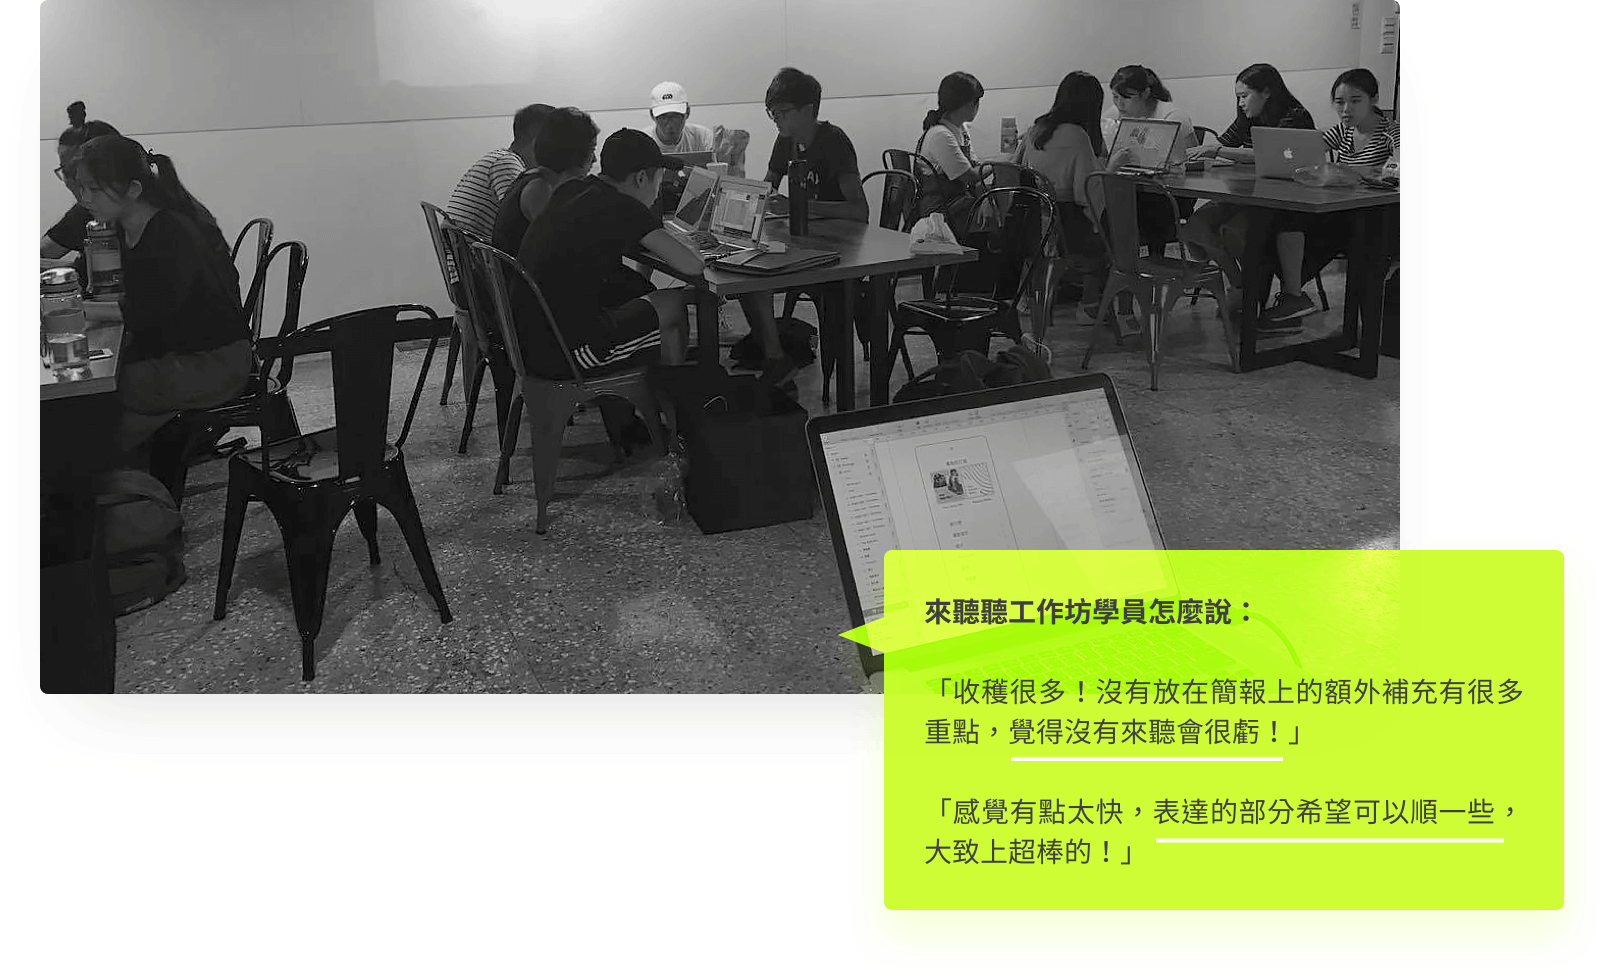 來聽聽工作坊學員怎麼說：
「收穫很多！沒有放在簡報上的額外補充有很多
重點，覺得沒有來聽會很虧！」
「感覺有點太快，表達的部分希望可以順一些，
大致上超棒的！」